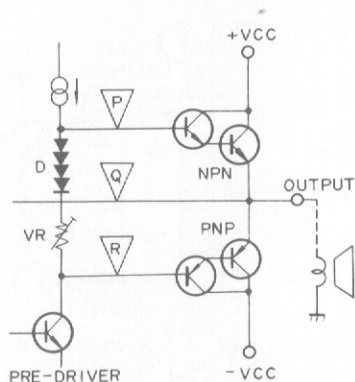 +VCC
P
D
Q
NPN
OUTPUT
VR
PNP
R
PRE-DRIVER
-VCC